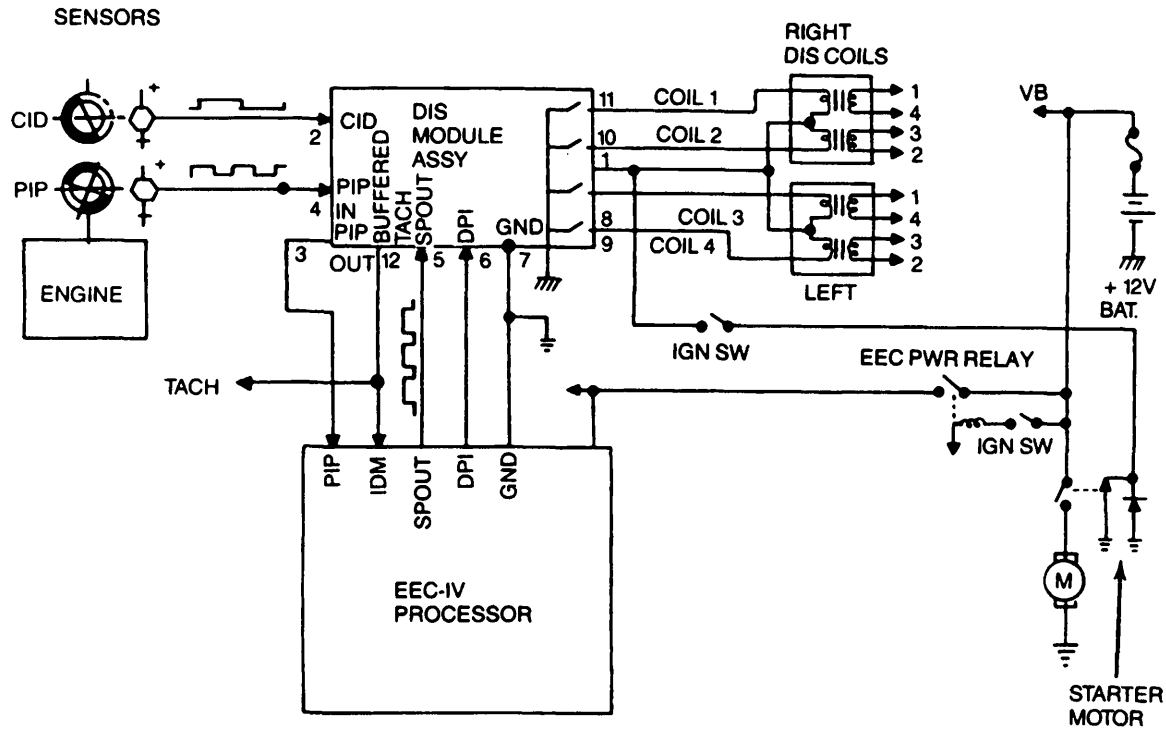 SENSORS
CID
PIP
+
+
ENGINE
2
4
3
CID
PIP
IN
PIP
OUT
DIS
MODULE
ASSY
BUFFERED
TACH
SPOUT
DPI
GND
12
5
6
7
11
10
1
8
9
COIL 1
COIL 2
COIL 3
COIL 4
RIGHT
DIS COILS
1
4
3
2
1
4
3
2
LEFT
VB
+ 12V
BAT.
IGN SW
EEC PWR RELAY
IGN SW
TACH
PIP
IDM
SPOUT
DPI
GND
EEC-IV
PROCESSOR
M
STARTER
MOTOR